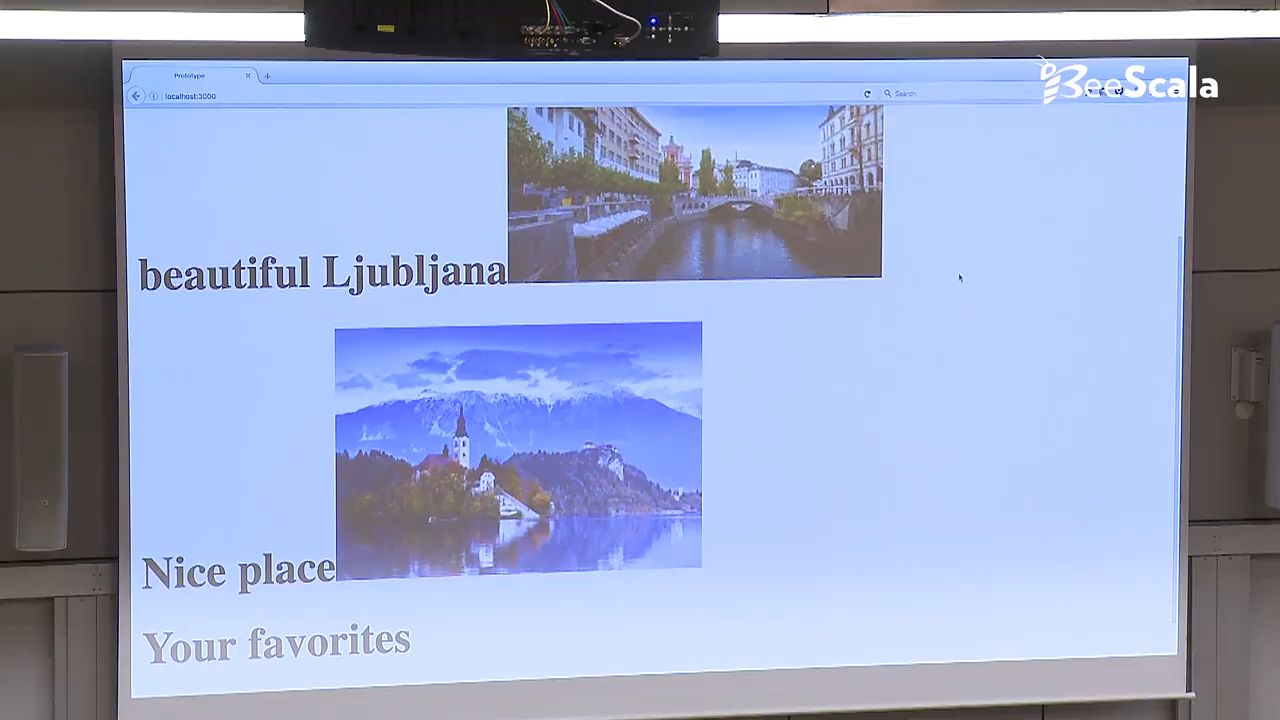 Prototype
BeeScala
localhost:3000
Search
beautiful Ljubljana
Nice place
Your favorites